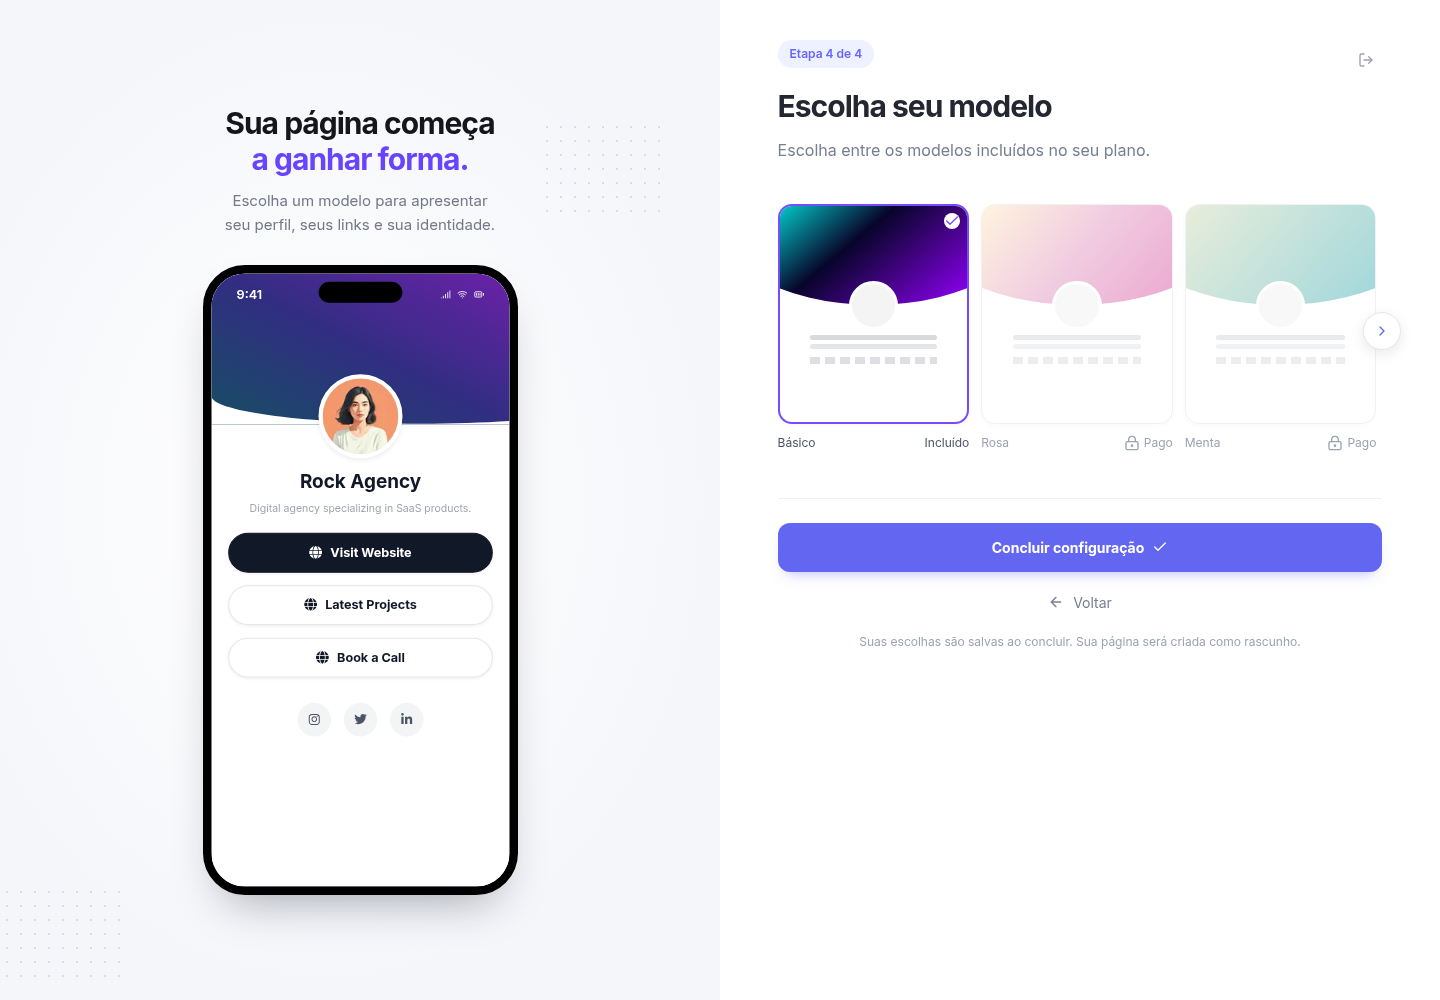 Sua página começa
a ganhar forma.
Escolha um modelo para apresentar
seu perfil, seus links e sua identidade.
9:41
Rock Agency
Digital agency specializing in SaaS products.
Visit Website
Latest Projects
Book a Call
Etapa 4 de 4
Escolha seu modelo
Escolha entre os modelos incluídos no seu plano.
Básico Incluído
Rosa Pago
Menta Pago
Concluir configuração
Voltar
Suas escolhas são salvas ao concluir. Sua página será criada como rascunho.